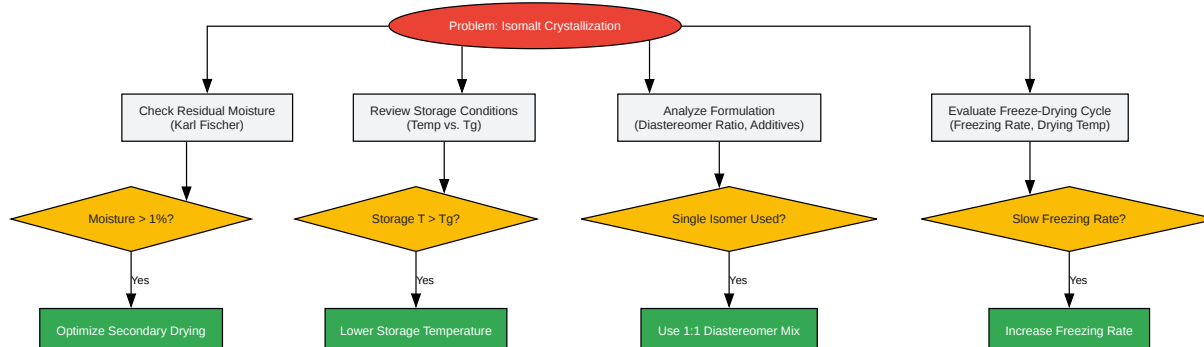 Problem: Isomalt Crystallization
Check Residual Moisture
(Karl Fischer)
Review Storage Conditions
(Temp vs. Tg)
Analyze Formulation
(Diastereomer Ratio, Additives)
Evaluate Freeze-Drying Cycle
(Freezing Rate, Drying Temp)
Moisture > 1%?
Storage T > Tg?
Single Isomer Used?
Slow Freezing Rate?
Yes
Yes
Yes
Yes
Optimize Secondary Drying
Lower Storage Temperature
Use 1:1 Diastereomer Mix
Increase Freezing Rate